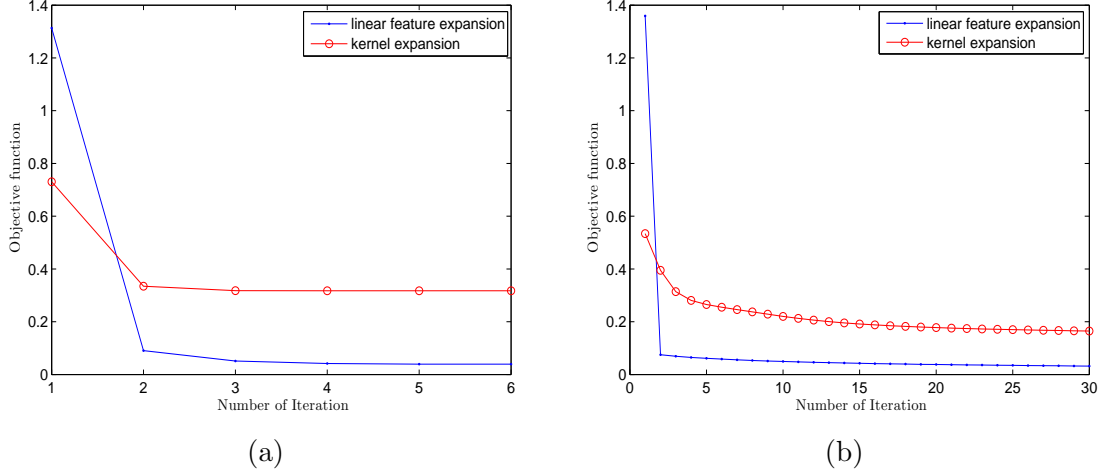 1.4
1.2
1
0.8
0.6
0.4
0.2
0
Objective function
linear feature expansion
kernel expansion
1 2 3 4 5 6
Number of Iteration
(a)
1.4
1.2
1
0.8
0.6
0.4
0.2
0
Objective function
linear feature expansion
kernel expansion
0 5 10 15 20 25 30
Number of Iteration
(b)